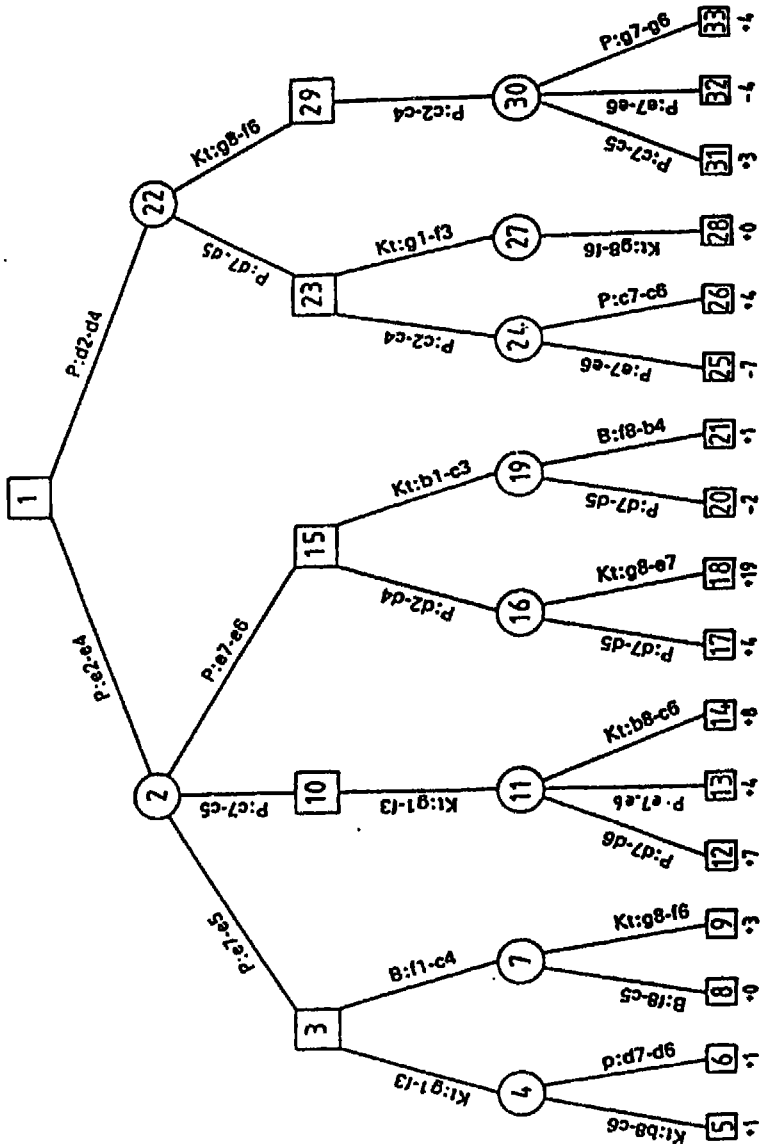 1
P:e2-e4
P:d2-d4
2
22
P:e7-e5
P:c7-c5
P:e7-e6
P:d7-d5
Kt:g8-f6
3
10
15
23
29
Kt:g1-f3
B:f1-c4
Kt:g1-f3
P:d2-d4
Kt:b1-c3
P:c2-c4
Kt:g1-f3
P:c2-c4
4
7
11
16
19
24
27
30
Kt:b8-c6
p:d7-d6
B:f8-c5
Kt:g8-f6
P:d7-d6
P:e7.e6
Kt:b8-c6
P:d7-d5
Kt:g8-e7
P:d7-d5
B:f8-b4
P:e7-e6
P:c7-c6
Kt:g8-f6
P:c7-c5
P:e7-e6
P:g7-g6
5 6 8 9 12 13 14 17 18 20 21 25 26 28 31 32 33
+1 +1 +0 +3 +7 +4 +8 +4 +19 -2 +1 -7 +4 +0 +3 -4 +4